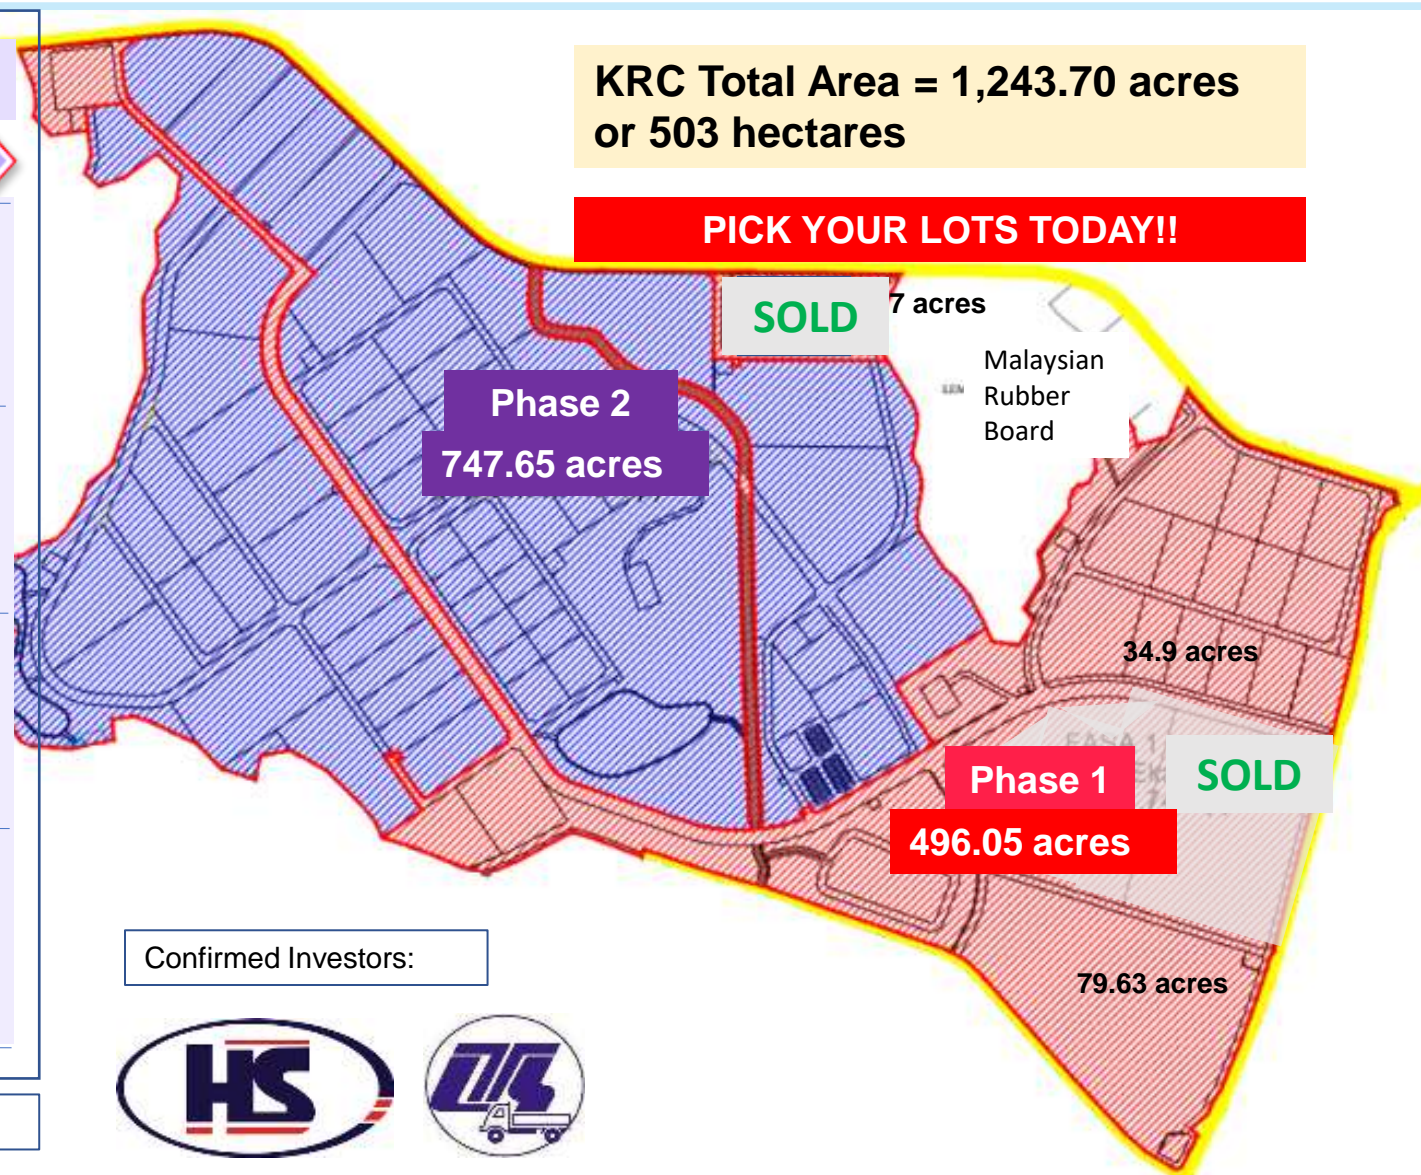 KRC Total Area = 1,243.70 acres
or 503 hectares
PICK YOUR LOTS TODAY!!
SOLD
7 acres
Malaysian
Rubber
Board
Phase 2
747.65 acres
34.9 acres
FASA 1
Phase 1
SOLD
496.05 acres
79.63 acres
Confirmed Investors:
HS